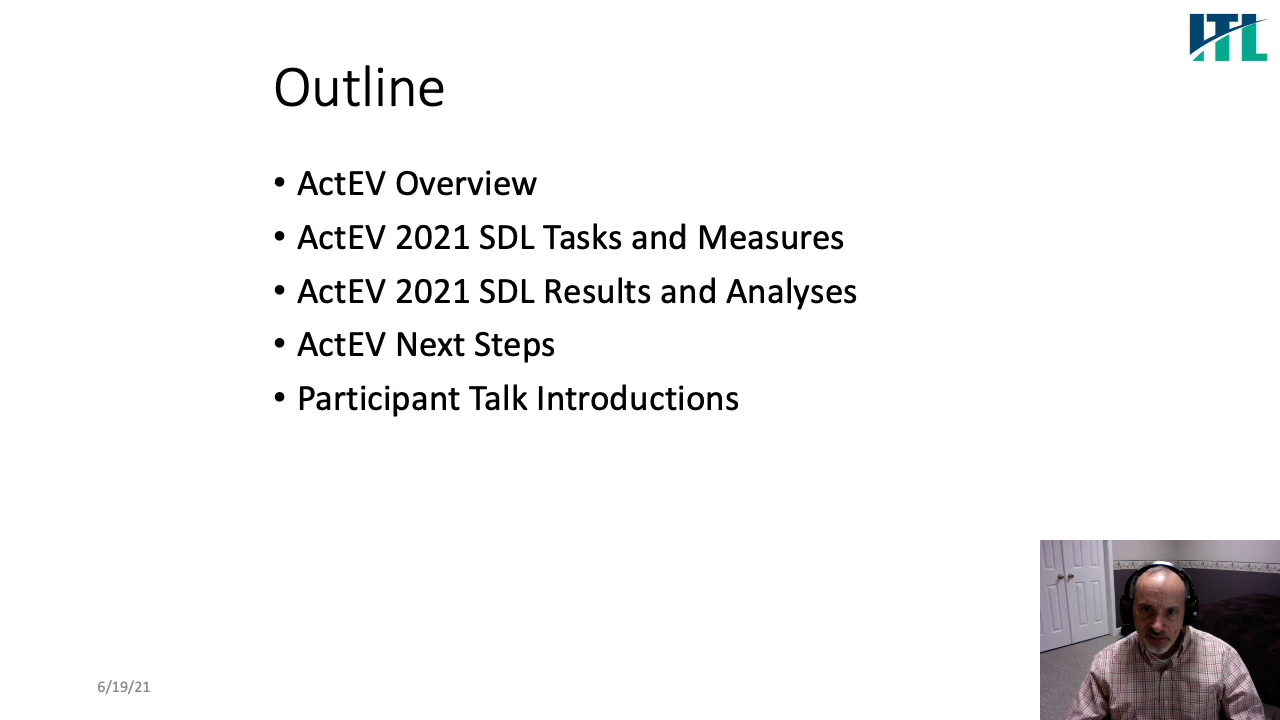 ITL
Outline
• ActEV Overview
• ActEV 2021 SDL Tasks and Measures
• ActEV 2021 SDL Results and Analyses
• ActEV Next Steps
• Participant Talk Introductions
6/19/21